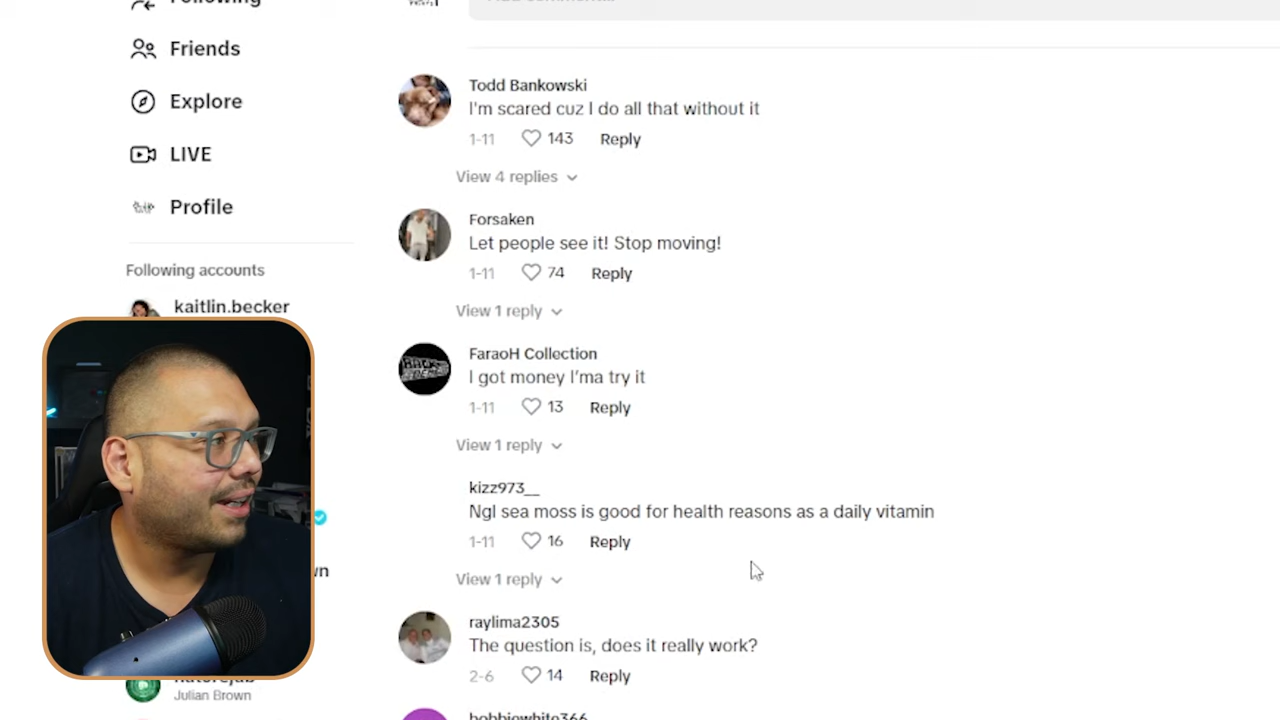 Following
Friends
Explore
LIVE
Profile
Following accounts
kaitlin.becker
Julian Brown
Todd Bankowski
I'm scared cuz I do all that without it
1-11 143 Reply
View 4 replies
Forsaken
Let people see it! Stop moving!
1-11 74 Reply
View 1 reply
FaraoH Collection
I got money I'ma try it
1-11 13 Reply
View 1 reply
kizz973__
Ngl sea moss is good for health reasons as a daily vitamin
1-11 16 Reply
View 1 reply
raylima2305
The question is, does it really work?
2-6 14 Reply
bobbiewhite366